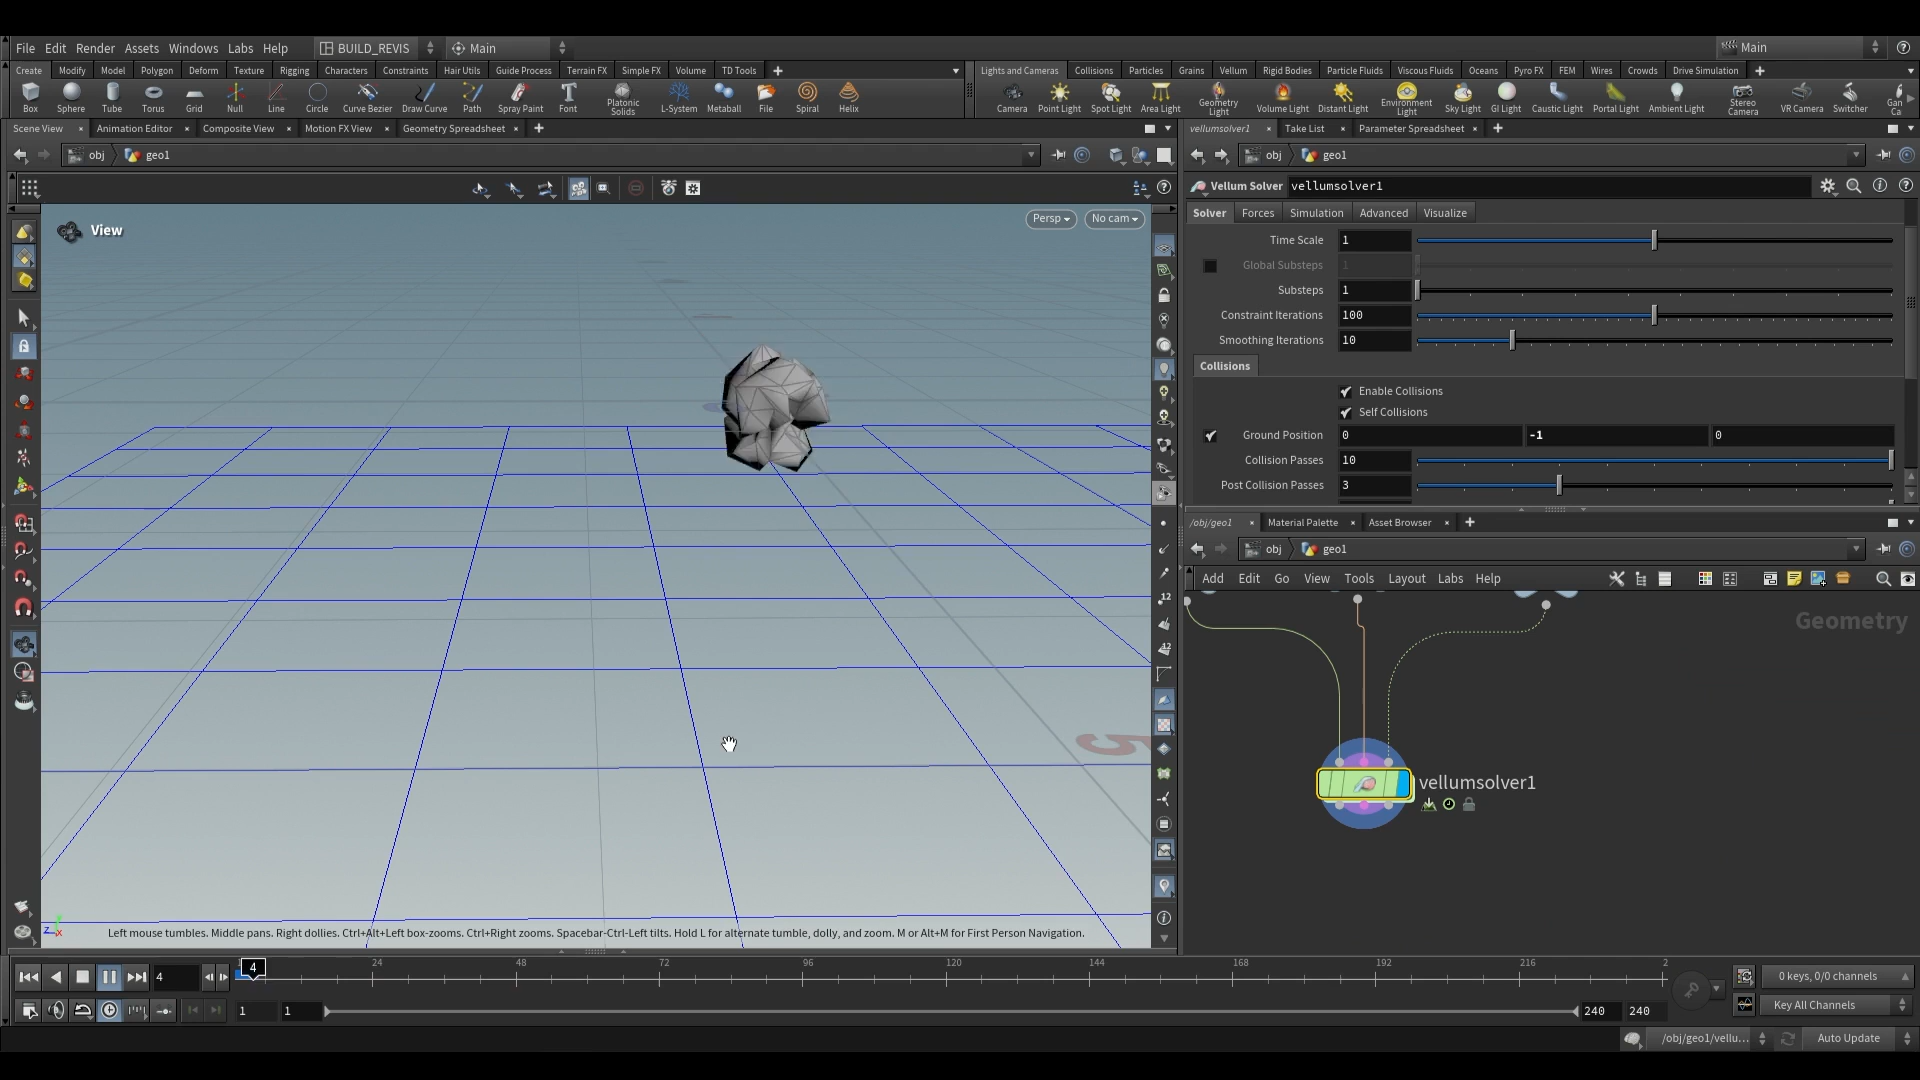 File Edit Render Assets Windows Labs Help BUILD_REVIS Main Main
Create Modify Model Polygon Deform Texture Rigging Characters Constraints Hair Utils Guide Process Terrain FX Simple FX Volume TD Tools
Lights and Cameras Collisions Particles Grains Vellum Rigid Bodies Particle Fluids Viscous Fluids Oceans Pyro FX FEM Wires Crowds Drive Simulation
Box Sphere Tube Torus Grid Null Line Circle Curve Bezier Draw Curve Path Spray Paint Font Platonic Solids L-System Metaball File Spiral Helix
Camera Point Light Spot Light Area Light Geometry Light Volume Light Distant Light Environment Light Sky Light GI Light Caustic Light Portal Light Ambient Light Stereo Camera VR Camera Switcher Gan Ca
Scene View Animation Editor Composite View Motion FX View Geometry Spreadsheet
vellumsolver1 Take List Parameter Spreadsheet
obj geo1
obj geo1
Vellum Solver vellumsolver1
Solver Forces Simulation Advanced Visualize
View
Persp No cam
Time Scale 1
Global Substeps 1
Substeps 1
Constraint Iterations 100
Smoothing Iterations 10
Collisions
Enable Collisions
Self Collisions
Ground Position 0 -1 0
Collision Passes 10
Post Collision Passes 3
/obj/geo1 Material Palette Asset Browser
obj geo1
Add Edit Go View Tools Layout Labs Help
Geometry
vellumsolver1
12
12
5
z x y
Left mouse tumbles. Middle pans. Right dollies. Ctrl+Alt+Left box-zooms. Ctrl+Right zooms. Spacebar-Ctrl-Left tilts. Hold L for alternate tumble, dolly, and zoom. M or Alt+M for First Person Navigation.
4 4 24 48 72 96 120 144 168 192 216 2
0 keys, 0/0 channels
1 1 240 240
Key All Channels
/obj/geo1/vellu... Auto Update